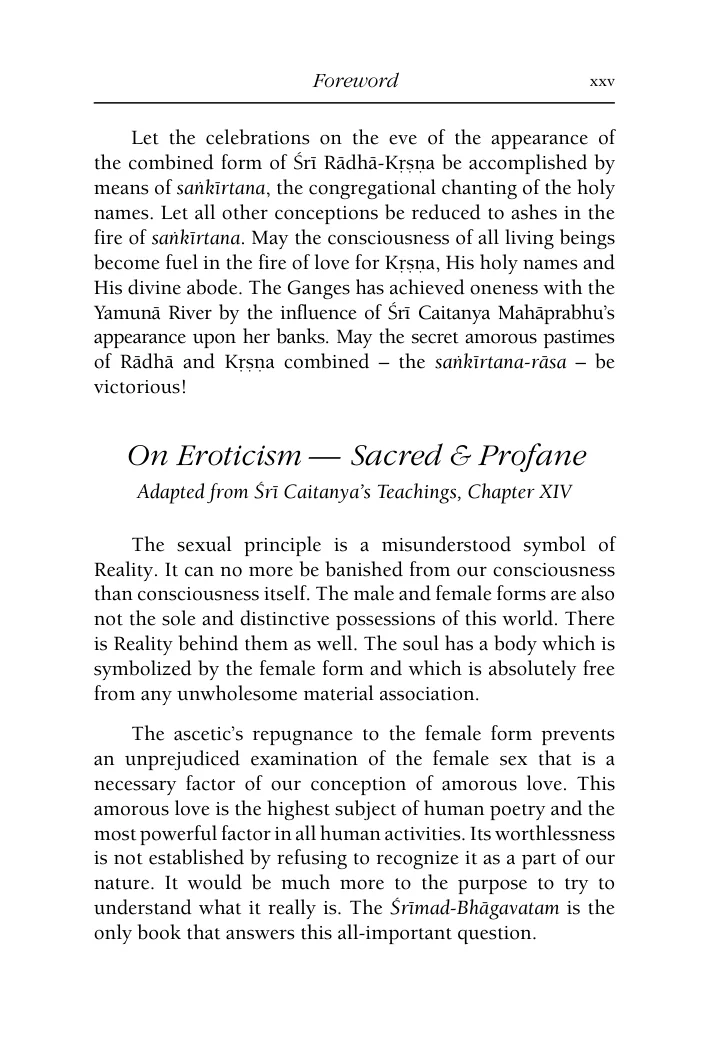 Foreword xxv
Let the celebrations on the eve of the appearance of
the combined form of Śrī Rādhā-Kṛṣṇa be accomplished by
means of saṅkīrtana, the congregational chanting of the holy
names. Let all other conceptions be reduced to ashes in the
fire of saṅkīrtana. May the consciousness of all living beings
become fuel in the fire of love for Kṛṣṇa, His holy names and
His divine abode. The Ganges has achieved oneness with the
Yamunā River by the influence of Śrī Caitanya Mahāprabhu’s
appearance upon her banks. May the secret amorous pastimes
of Rādhā and Kṛṣṇa combined – the saṅkīrtana-rāsa – be
victorious!
On Eroticism — Sacred & Profane
Adapted from Śrī Caitanya’s Teachings, Chapter XIV
The sexual principle is a misunderstood symbol of
Reality. It can no more be banished from our consciousness
than consciousness itself. The male and female forms are also
not the sole and distinctive possessions of this world. There
is Reality behind them as well. The soul has a body which is
symbolized by the female form and which is absolutely free
from any unwholesome material association.
The ascetic’s repugnance to the female form prevents
an unprejudiced examination of the female sex that is a
necessary factor of our conception of amorous love. This
amorous love is the highest subject of human poetry and the
most powerful factor in all human activities. Its worthlessness
is not established by refusing to recognize it as a part of our
nature. It would be much more to the purpose to try to
understand what it really is. The Śrīmad-Bhāgavatam is the
only book that answers this all-important question.